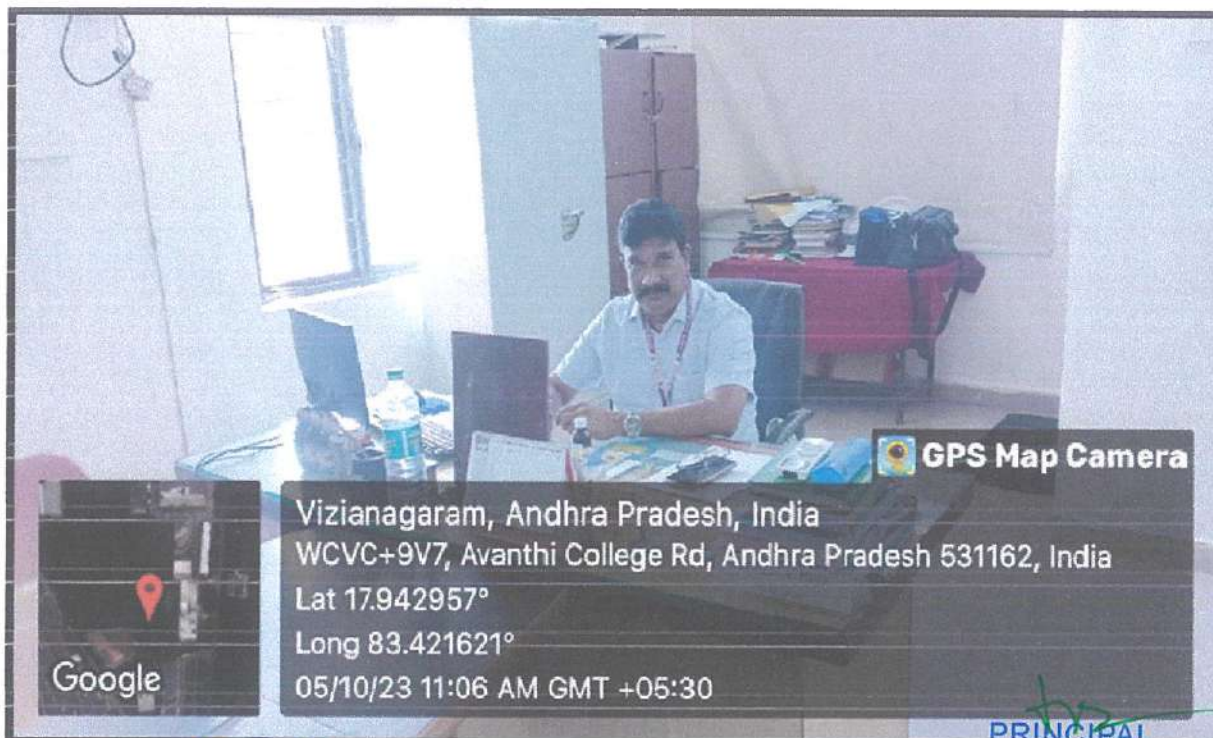 GPS Map Camera
Vizianagaram, Andhra Pradesh, India
WCVC+9V7, Avanthi College Rd, Andhra Pradesh 531162, India
Lat 17.942957°
Long 83.421621°
05/10/23 11:06 AM GMT +05:30
Google
PRINCIPAL